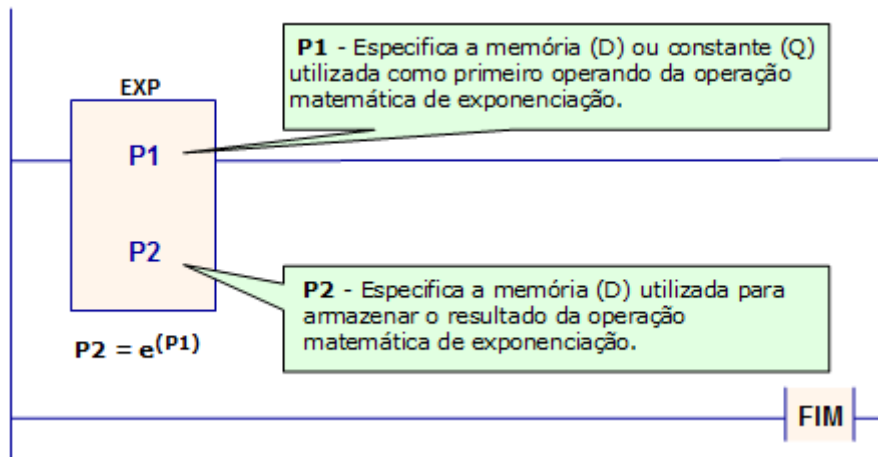 P1 - Especifica a memória (D) ou constante (Q)
utilizada como primeiro operando da operação
matemática de exponenciação.
EXP
P1
P2
P2 - Especifica a memória (D) utilizada para
armazenar o resultado da operação
matemática de exponenciação.
P2 = e(P1)
FIM